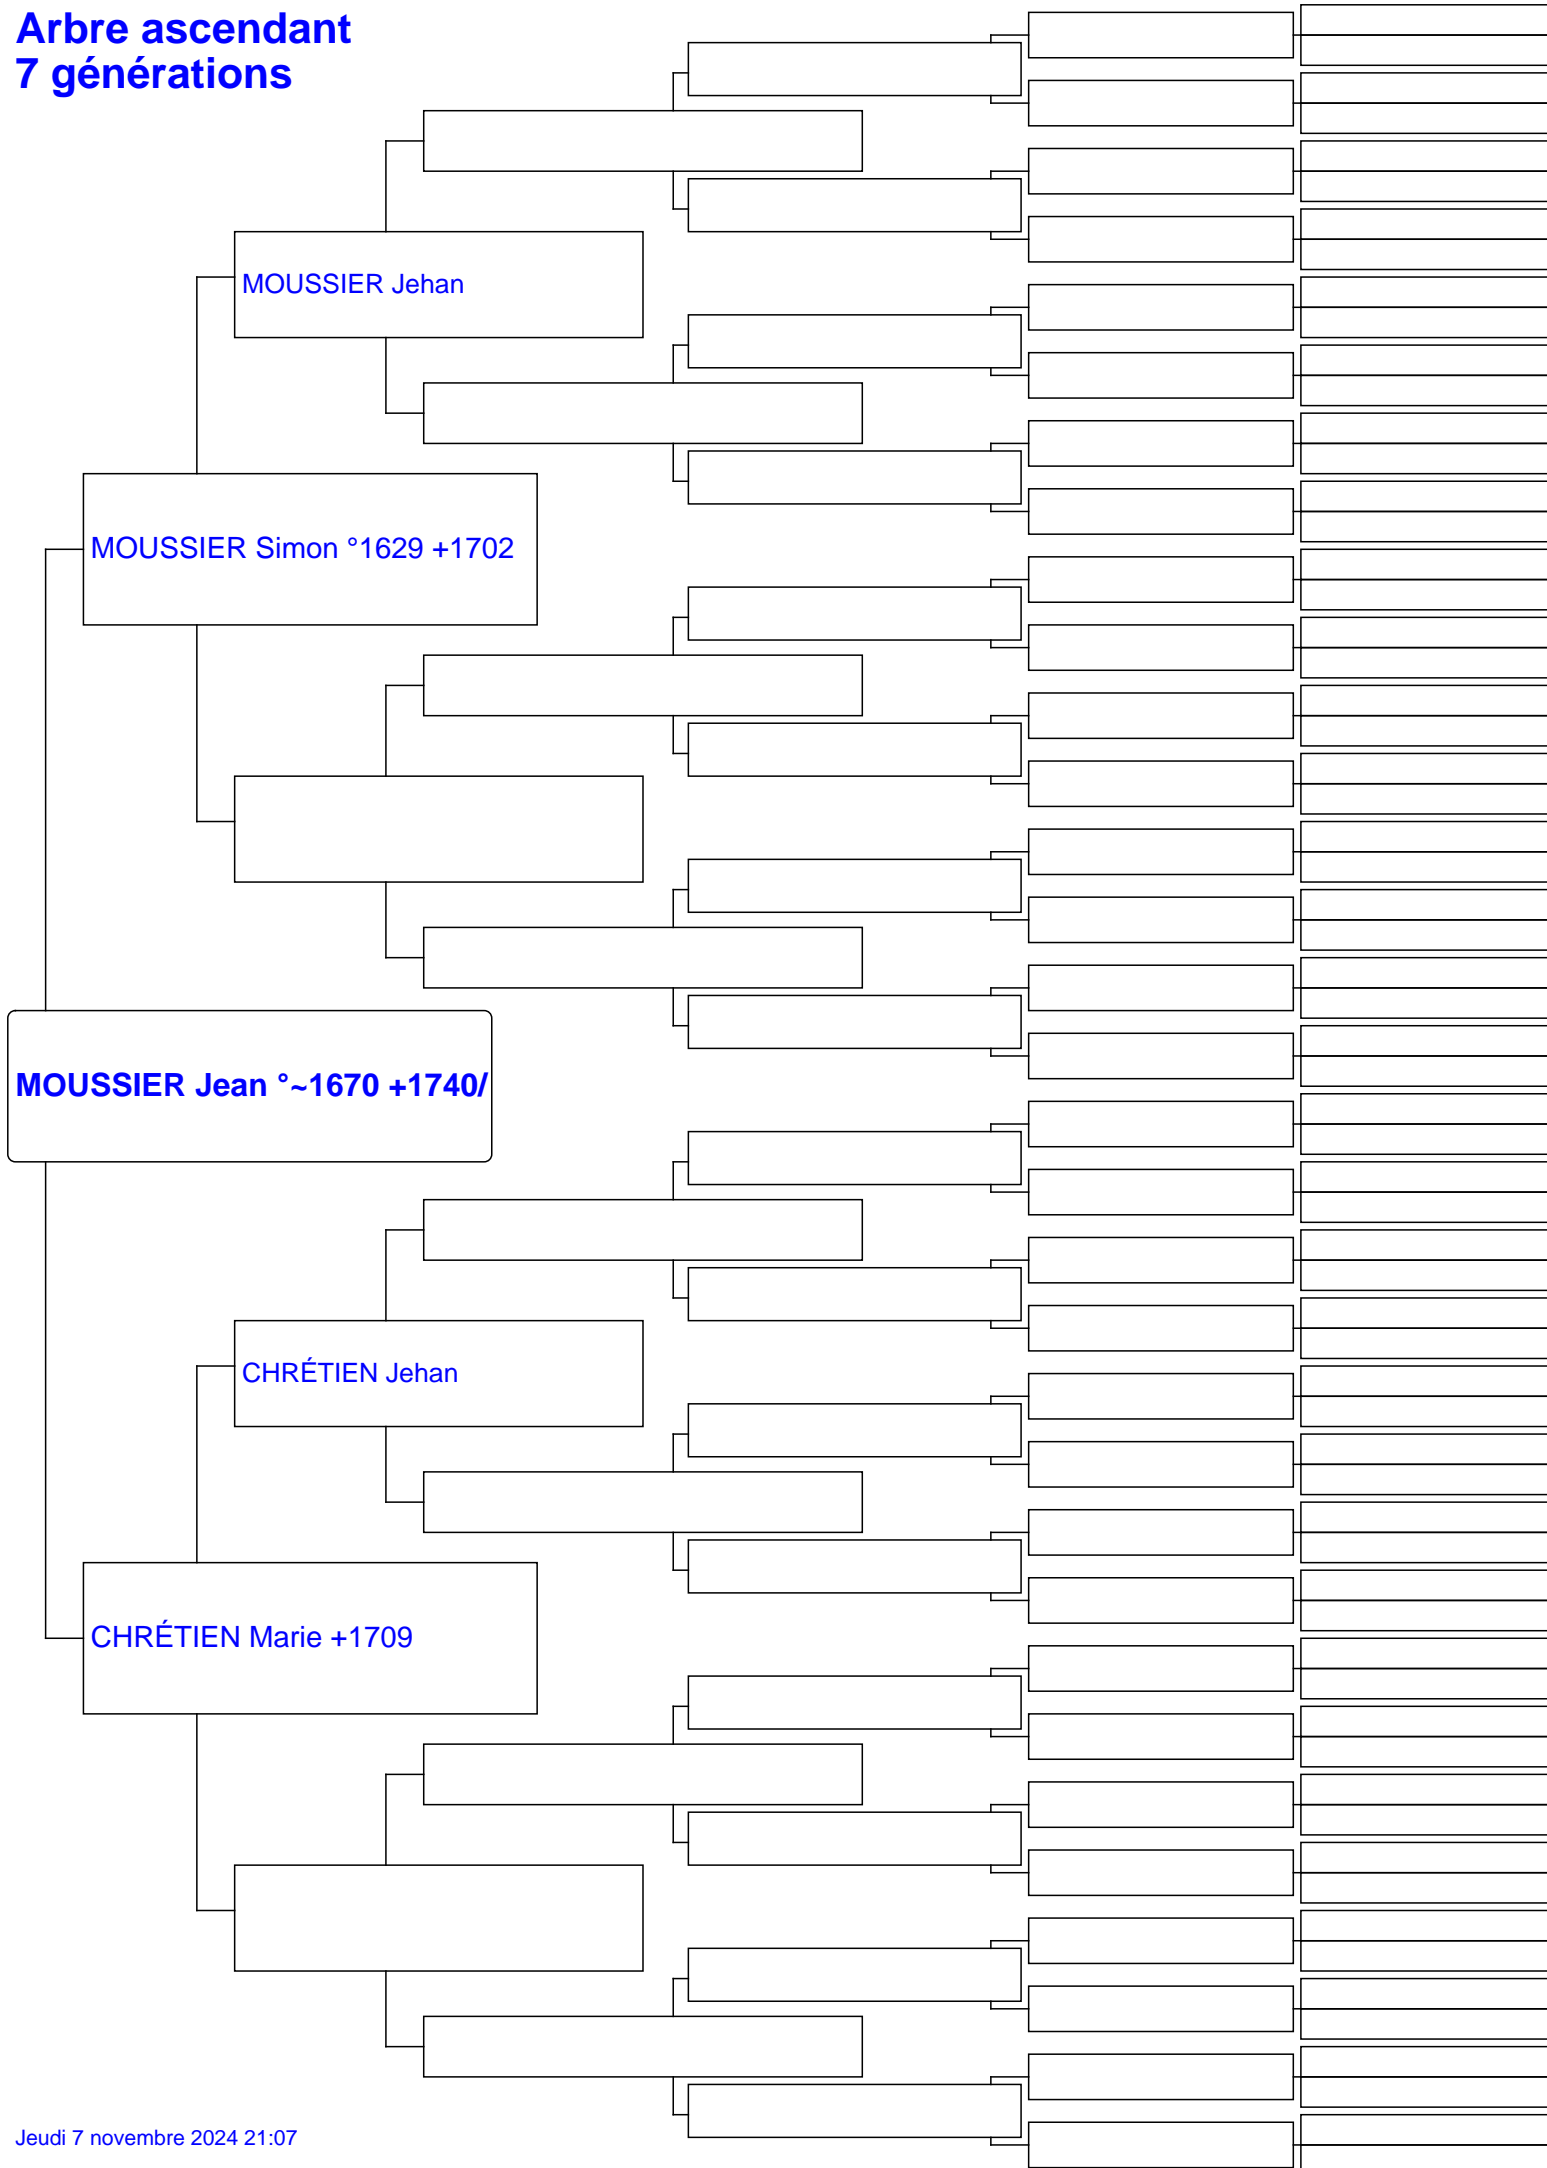 Arbre ascendant
7 générations
MOUSSIER Jehan
MOUSSIER Simon °1629 +1702
MOUSSIER Jean °~1670 +1740/
CHRÉTIEN Jehan
CHRÉTIEN Marie +1709
Jeudi 7 novembre 2024 21:07